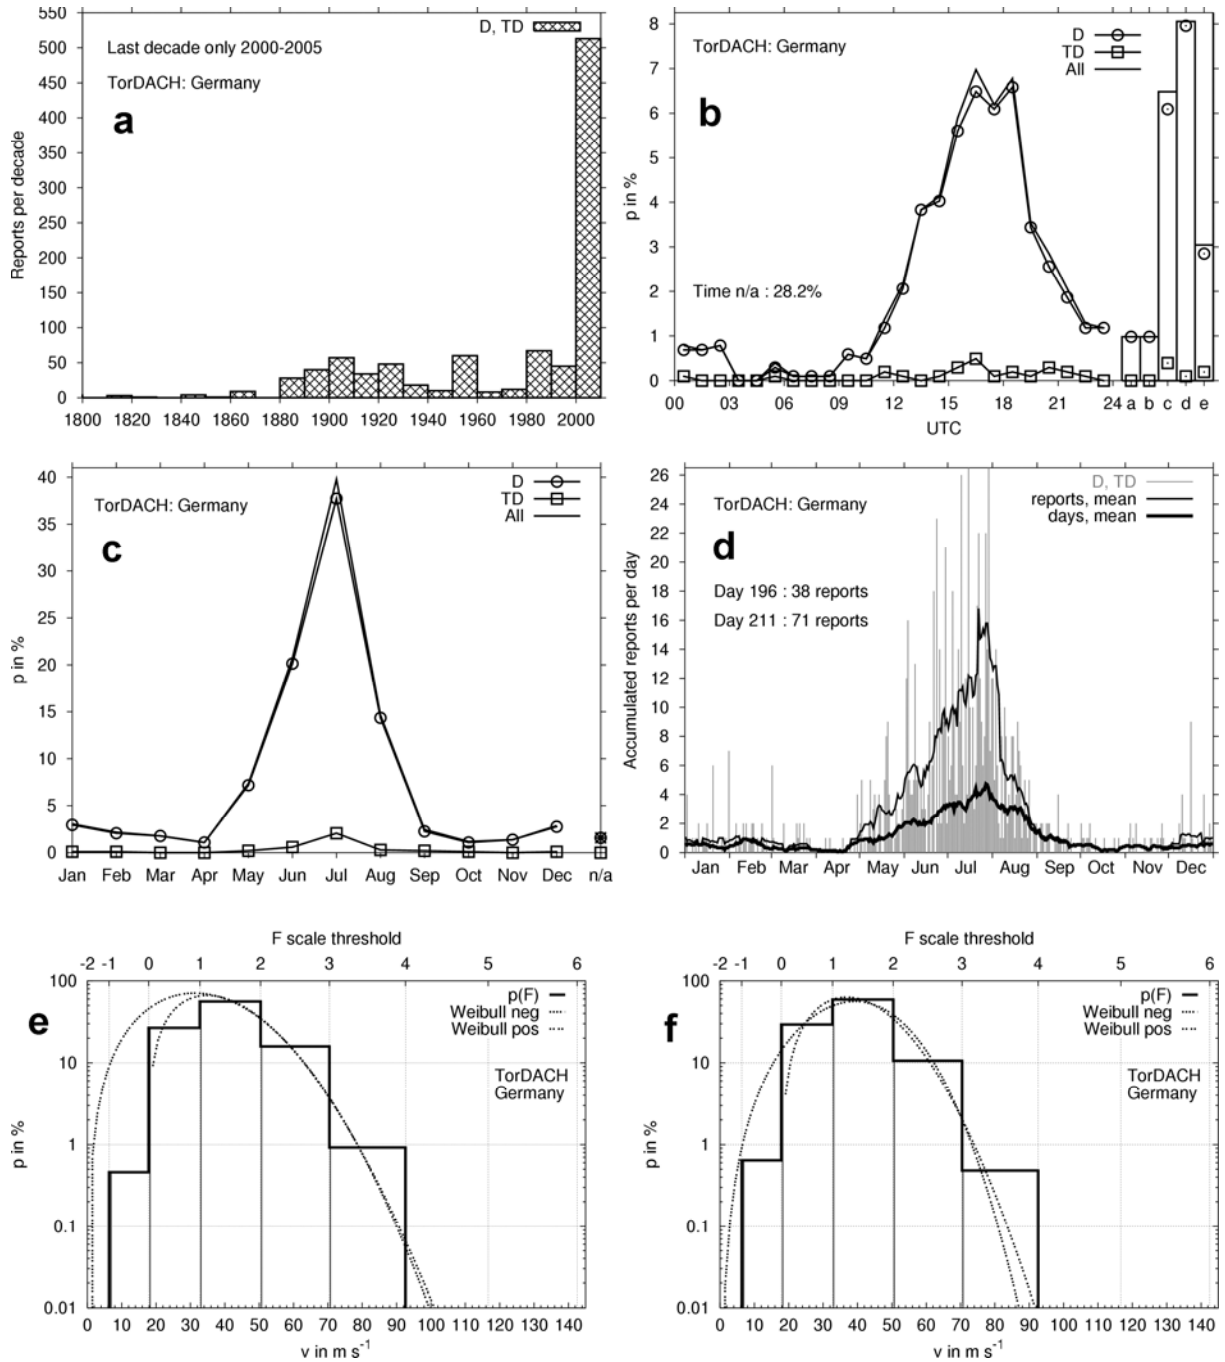 550
500
450
400
350
300
250
200
150
100
50
0
Reports per decade
D, TD
Last decade only 2000-2005
TorDACH: Germany
a
1800 1820 1840 1860 1880 1900 1920 1940 1960 1980 2000
8%
7
6
5
4
3
2
1
0
p in %
TorDACH: Germany
D
TD
All
b
Time n/a : 28.2%
00 03 06 09 12 15 18 21 24 a b c d e
UTC
40
35
30
25
20
15
10
5
0
p in %
TorDACH: Germany
D
TD
All
c
Jan Feb Mar Apr May Jun Jul Aug Sep Oct Nov Dec n/a
26
24
22
20
18
16
14
12
10
8
6
4
2
0
Accumulated reports per day
TorDACH: Germany
D, TD
reports, mean
days, mean
d
Day 196 : 38 reports
Day 211 : 71 reports
Jan Feb Mar Apr May Jun Jul Aug Sep Oct Nov Dec
F scale threshold
-2 -1 0 1 2 3 4 5 6
100
10
1
0.1
0.01
p in %
e
p(F)
Weibull neg
Weibull pos
TorDACH
Germany
0 10 20 30 40 50 60 70 80 90 100 110 120 130 140
v in m s-1
F scale threshold
-2 -1 0 1 2 3 4 5 6
100
10
1
0.1
0.01
p in %
f
p(F)
Weibull neg
Weibull pos
TorDACH
Germany
0 10 20 30 40 50 60 70 80 90 100 110 120 130 140
v in m s-1